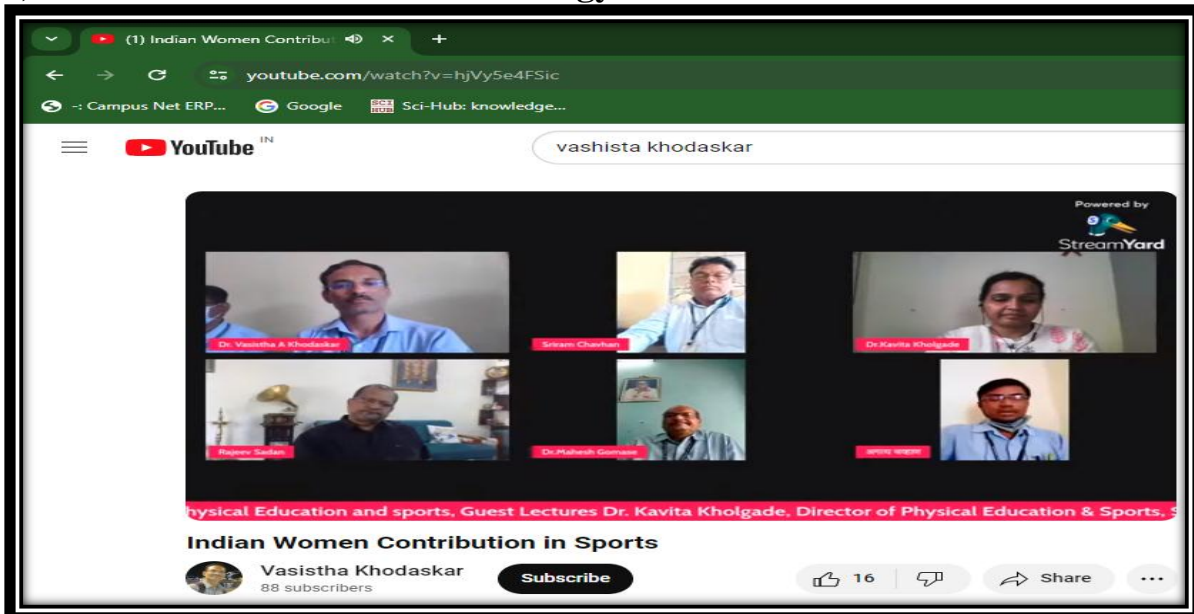 (1) Indian Women Contribut
youtube.com/watch?v=hjVy5e4FSic
-: Campus Net ERP... Google SCI HUB Sci-Hub: knowledge...
YouTube IN
vashista khodaskar
Powered by
StreamYard
Dr. Vasistha A Khodaskar
Sriram Chavhan
Dr.Kavita Kholgade
Rajeev Sadan
Dr.Mahesh Gomase
hysical Education and sports, Guest Lectures Dr. Kavita Kholgade, Director of Physical Education & Sports, S
Indian Women Contribution in Sports
Vasistha Khodaskar
88 subscribers
Subscribe
16
Share